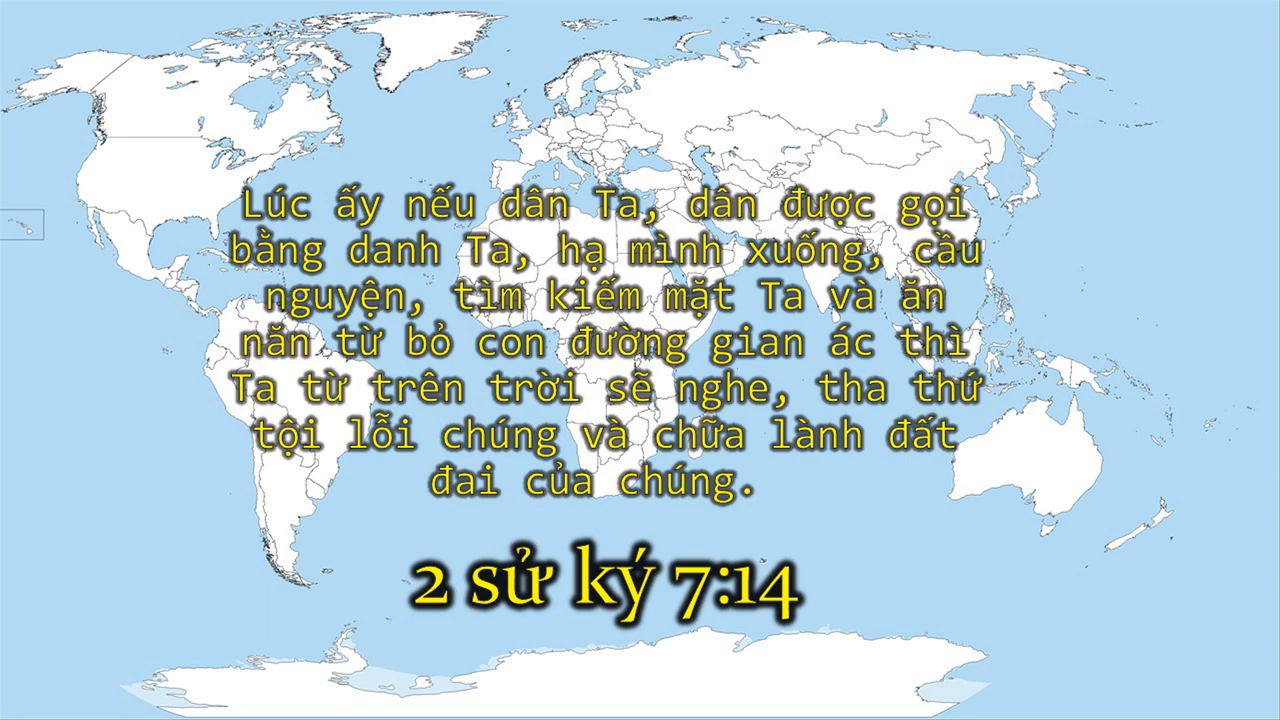 Lúc ấy nếu dân Ta, dân được gọi
bằng danh Ta, hạ mình xuống, cầu
nguyện, tìm kiếm mặt Ta và ăn
năn từ bỏ con đường gian ác thì
Ta từ trên trời sẽ nghe, tha thứ
tội lỗi chúng và chữa lành đất
đai của chúng.
2 sử ký 7:14